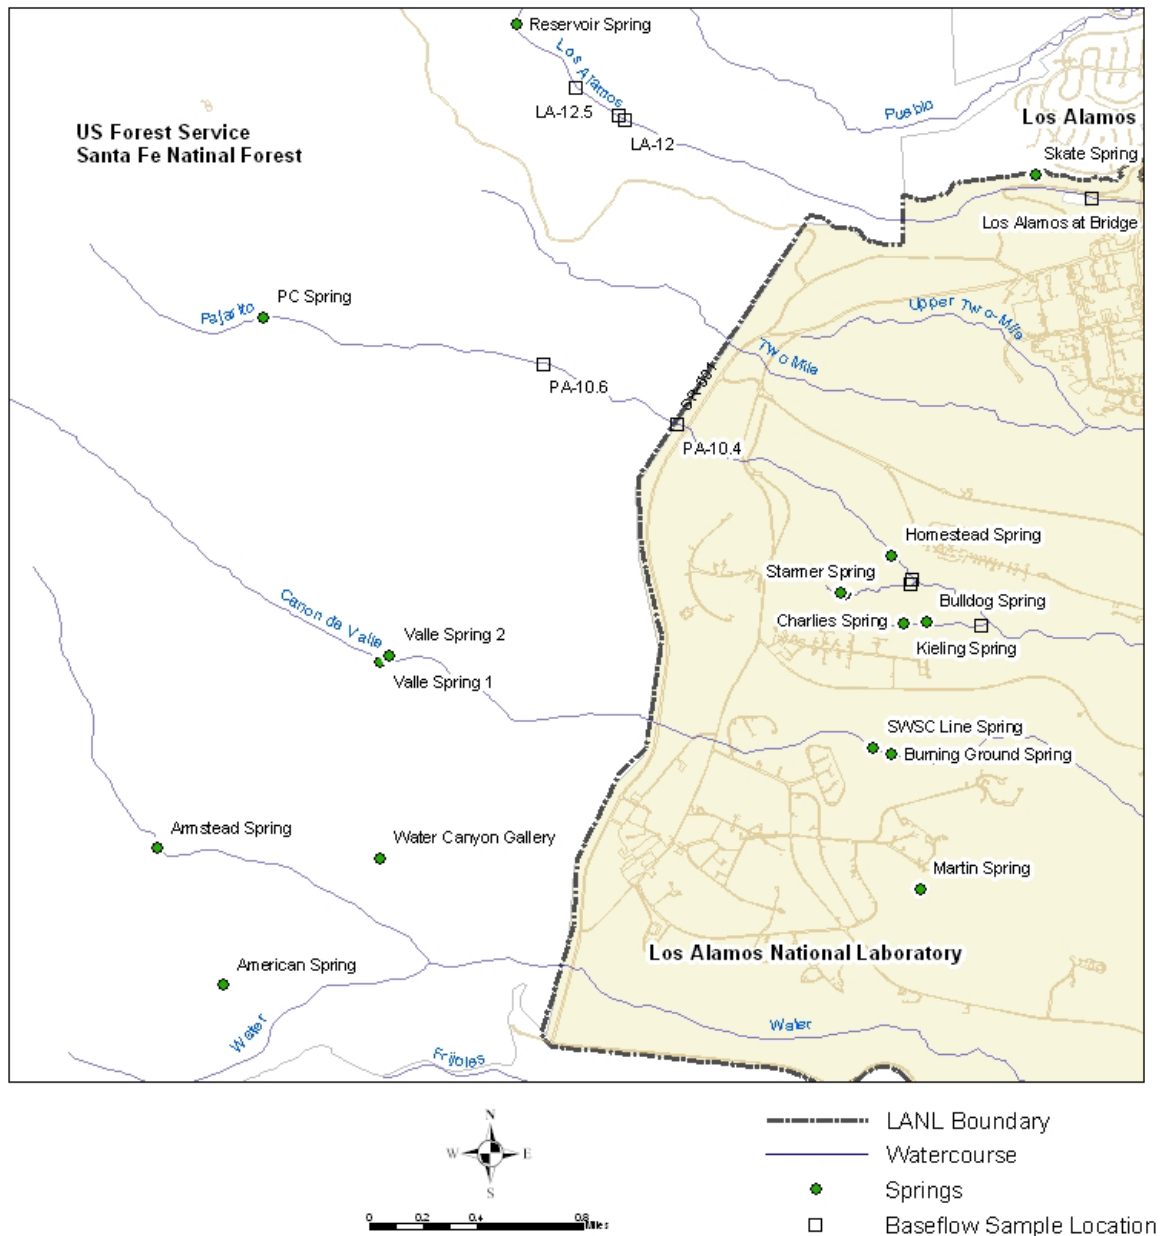 Reservoir Spring
Los Alamos
LA-12.5
LA-12
Pueblo
Los Alamos
US Forest Service
Santa Fe Natinal Forest
Skate Spring
Los Alamos at Bridge
PC Spring
Pajarito
Upper Two-Mile
Two Mile
PA-10.6
PA-10.4
Homestead Spring
Starmer Spring
Bulldog Spring
Charlies Spring
Kieling Spring
Canon de Valle
Valle Spring 2
Valle Spring 1
SWSC Line Spring
Burning Ground Spring
Armstead Spring
Water Canyon Gallery
Martin Spring
Los Alamos National Laboratory
American Spring
Water
Water
Frijoles
N
W E
S
0 0.2 0.4 0.8
Miles
LANL Boundary
Watercourse
Springs
Baseflow Sample Location